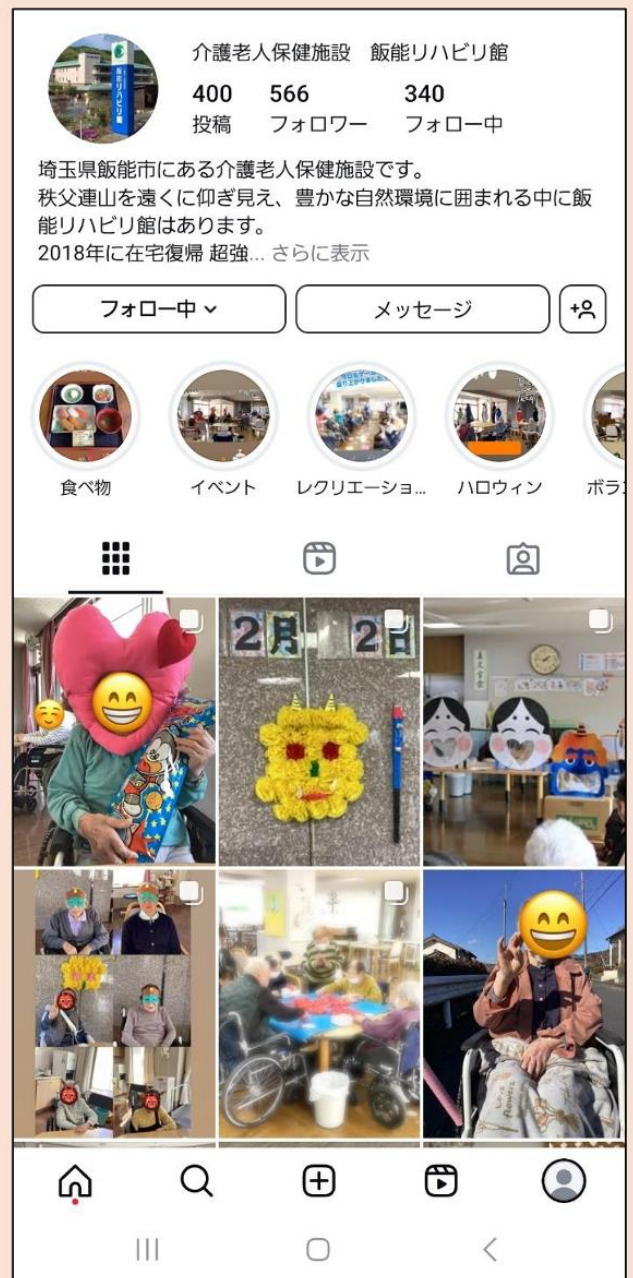 飯能リハビリ館
介護老人保健施設　飯能リハビリ館
400 566 340
投稿 フォロワー フォロー中
埼玉県飯能市にある介護老人保健施設です。
秩父連山を遠くに仰ぎ見え、豊かな自然環境に囲まれる中に飯
能リハビリ館はあります。
2018年に在宅復帰 超強... さらに表示
フォロー中
メッセージ
食べ物
イベント
レクリエーショ...
ハロウィン
2月 2日